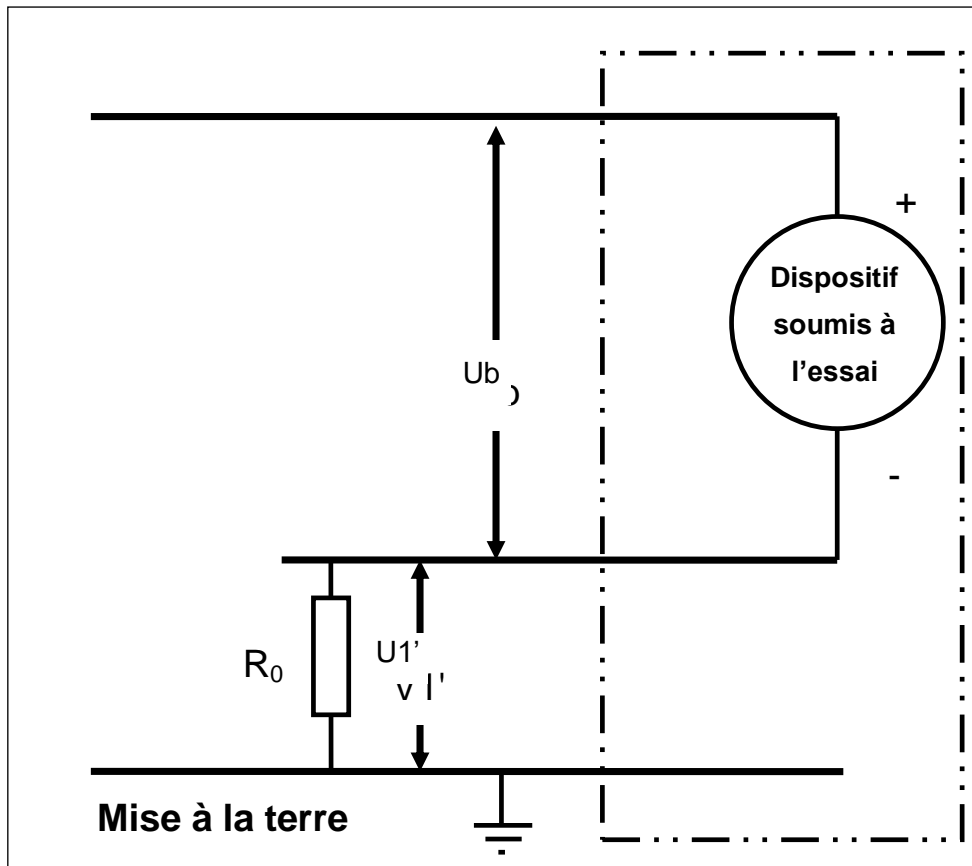 +
Dispositif
soumis à
l'essai
Ub
-
R₀
U1’
v l'
Mise à la terre